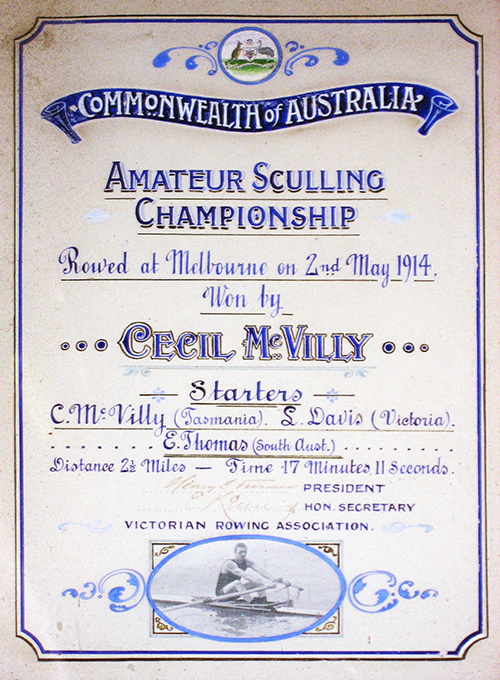 COMMONWEALTH OF AUSTRALIA
AMATEUR SCULLING
CHAMPIONSHIP
Rowed at Melbourne on 2nd May 1914.
Won by
CECIL McVILLY
Starters
C. McVilly (Tasmania). L. Davis (Victoria).
E. Thomas (South Aust.)
Distance 2½ Miles — Time 17 Minutes, 11 Seconds.
PRESIDENT
HON. SECRETARY
VICTORIAN ROWING ASSOCIATION.